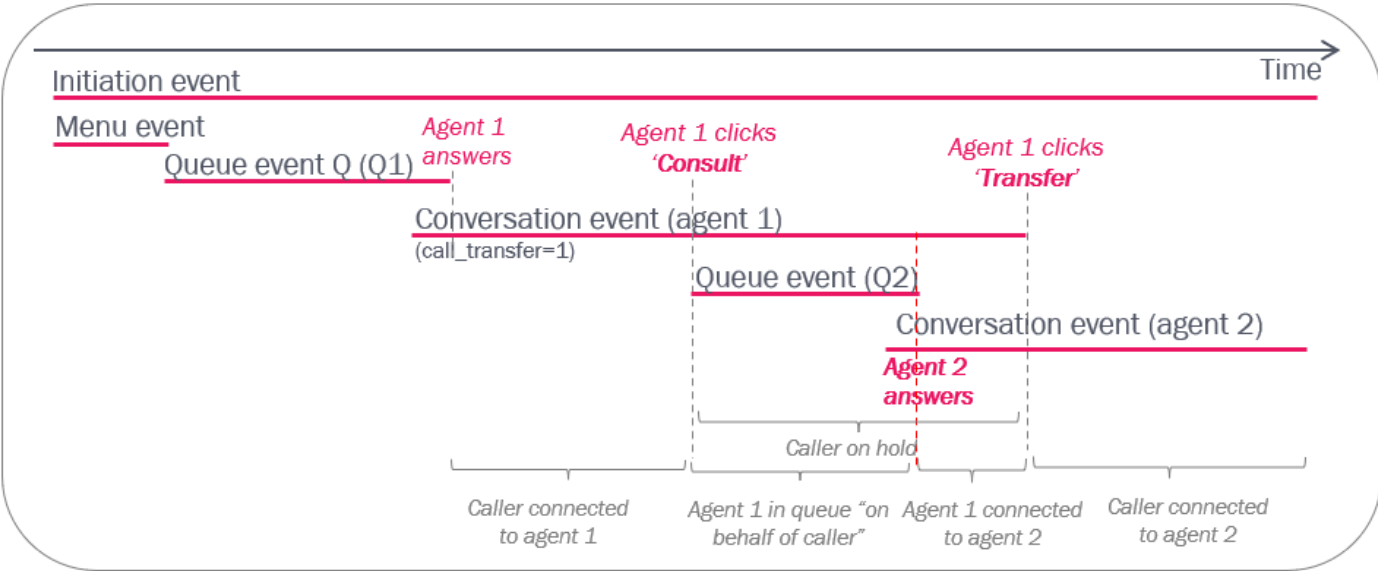 Time
Initiation event
Menu event
Agent 1
answers
Agent 1 clicks
‘Consult’
Agent 1 clicks
‘Transfer’
Queue event Q (Q1)
Conversation event (agent 1)
(call_transfer=1)
Queue event (Q2)
Conversation event (agent 2)
Agent 2
answers
Caller on hold
Caller connected
to agent 1
Agent 1 in queue “on
behalf of caller”
Agent 1 connected
to agent 2
Caller connected
to agent 2